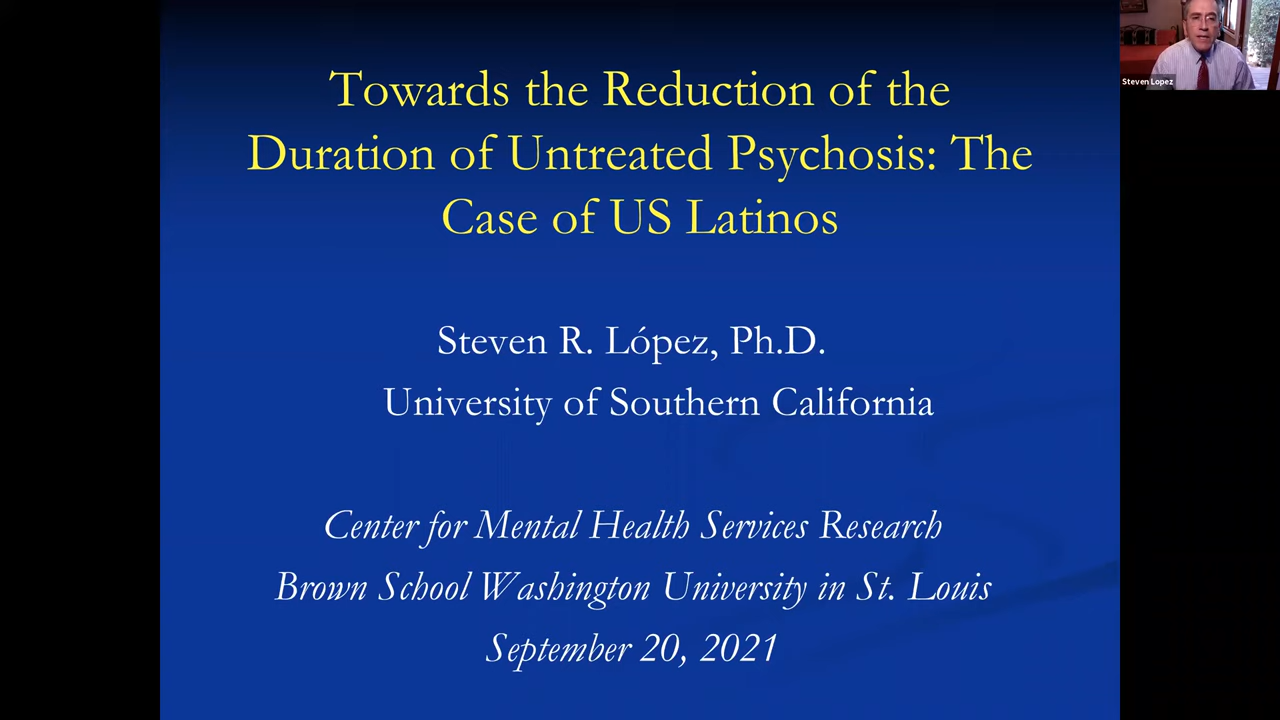 Towards the Reduction of the
Duration of Untreated Psychosis: The
Case of US Latinos
Steven R. López, Ph.D.
University of Southern California
Center for Mental Health Services Research
Brown School Washington University in St. Louis
September 20, 2021
Steven Lopez